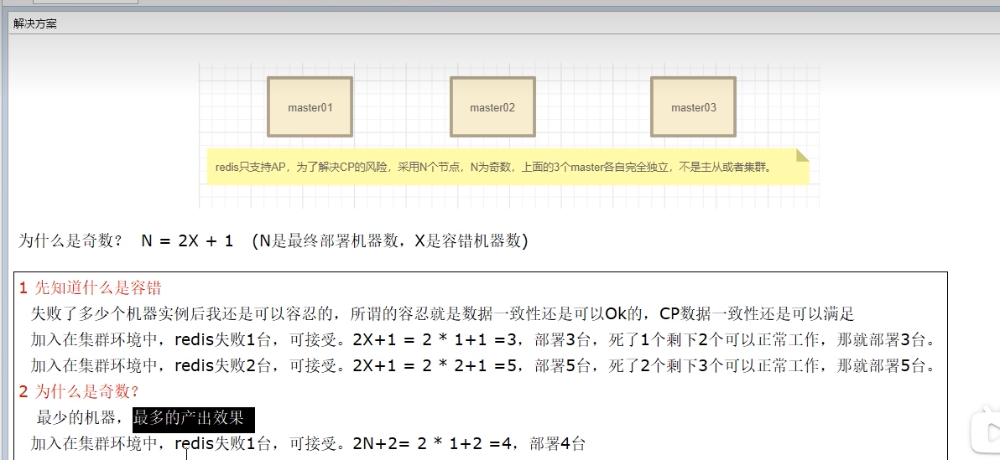 解决方案
master01
master02
master03
redis只支持AP，为了解决CP的风险，采用N个节点，N为奇数，上面的3个master各自完全独立，不是主从或者集群。
为什么是奇数？ N = 2X + 1 (N是最终部署机器数，X是容错机器数)
1 先知道什么是容错
失败了多少个机器实例后我还是可以容忍的，所谓的容忍就是数据一致性还是可以Ok的，CP数据一致性还是可以满足
加入在集群环境中，redis失败1台，可接受。2X+1 = 2 * 1+1 =3，部署3台，死了1个剩下2个可以正常工作，那就部署3台。
加入在集群环境中，redis失败2台，可接受。2X+1 = 2 * 2+1 =5，部署5台，死了2个剩下3个可以正常工作，那就部署5台。
2 为什么是奇数？
最少的机器，最多的产出效果
加入在集群环境中，redis失败1台，可接受。2N+2= 2 * 1+2 =4，部署4台